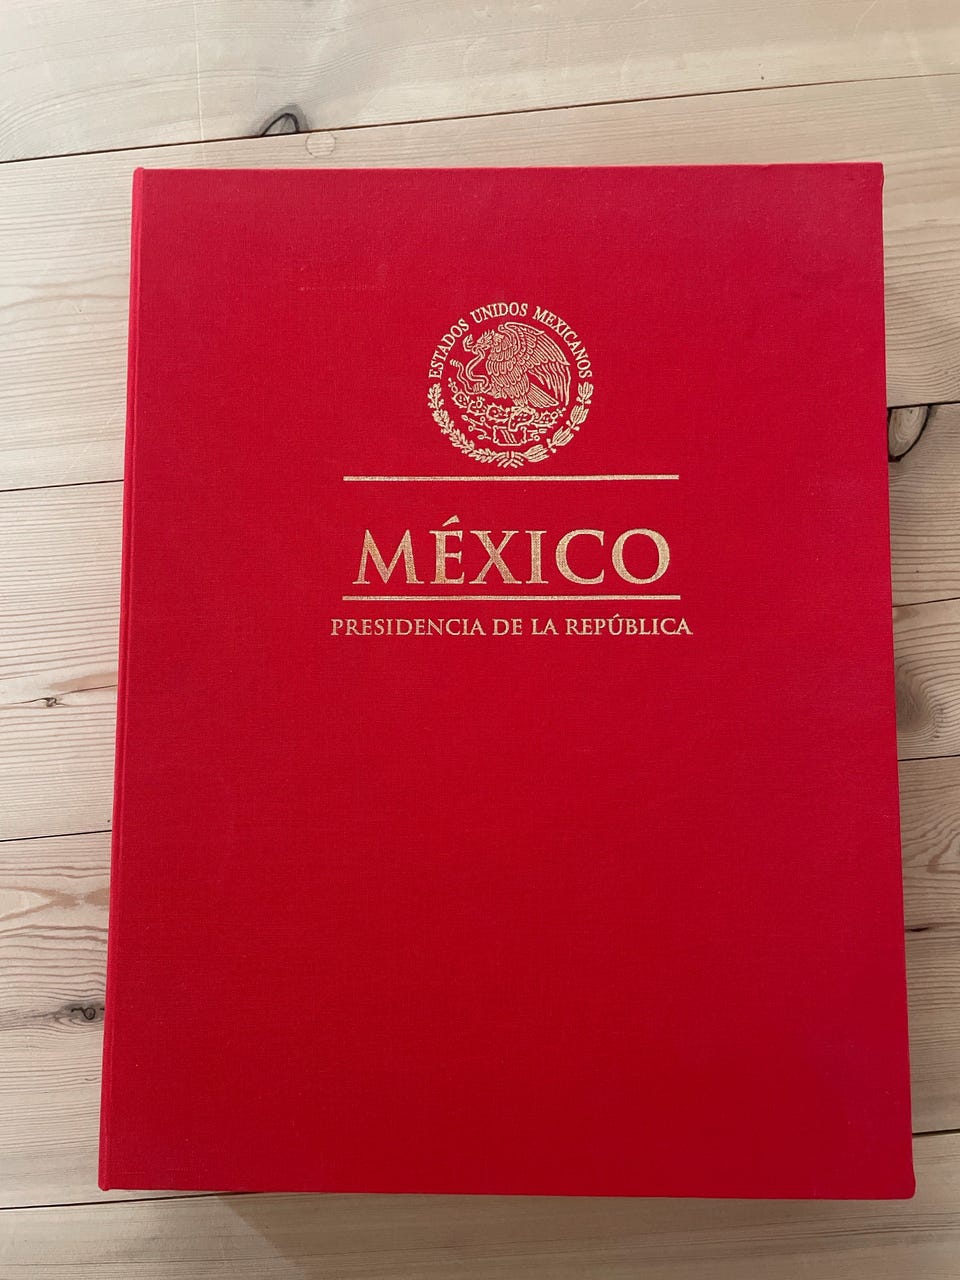 ESTADOS UNIDOS MEXICANOS
MÉXICO
PRESIDENCIA DE LA REPÚBLICA